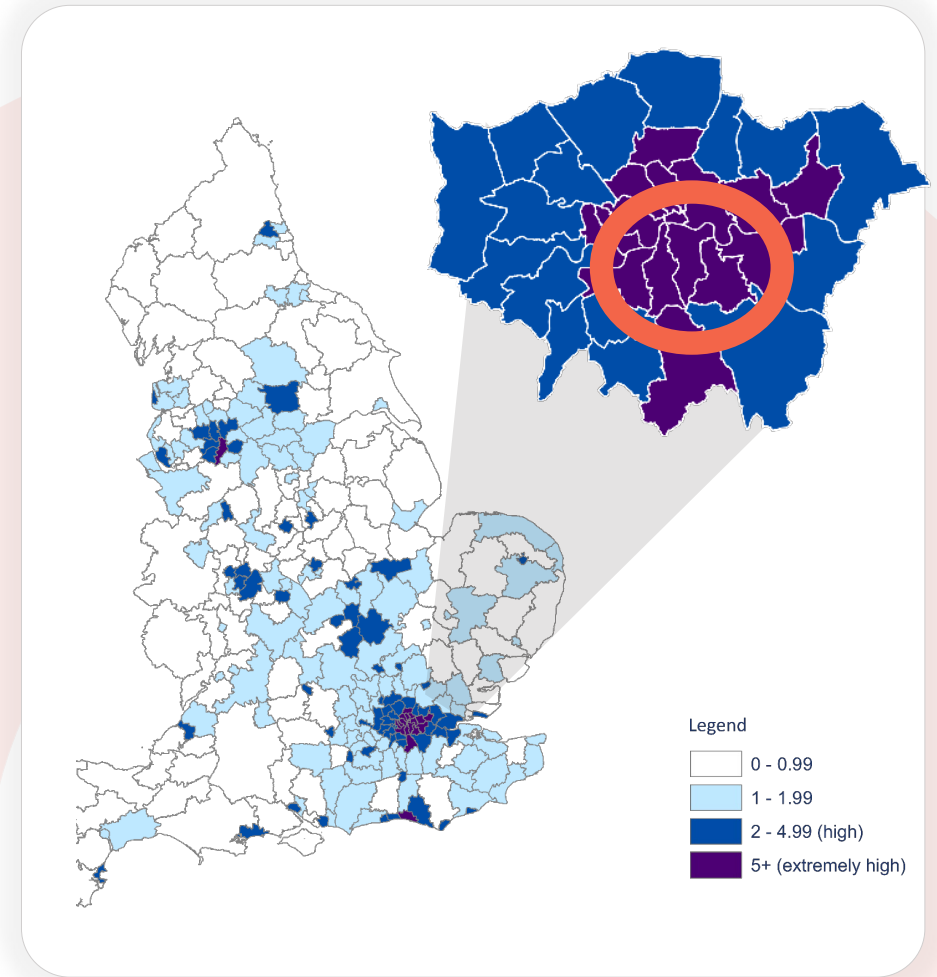 Legend
0 - 0.99
1 - 1.99
2 - 4.99 (high)
5+ (extremely high)